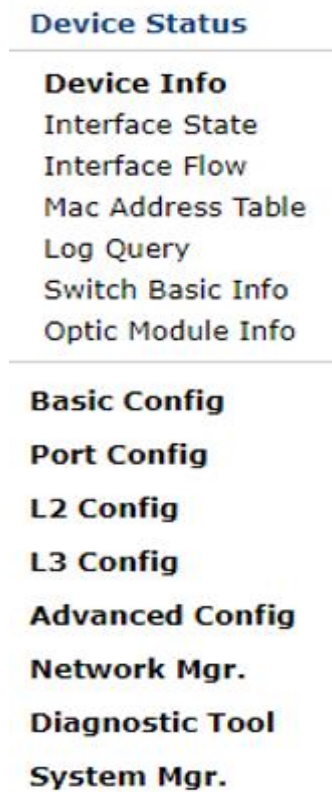 Device Status
Device Info
Interface State
Interface Flow
Mac Address Table
Log Query
Switch Basic Info
Optic Module Info
Basic Config
Port Config
L2 Config
L3 Config
Advanced Config
Network Mgr.
Diagnostic Tool
System Mgr.